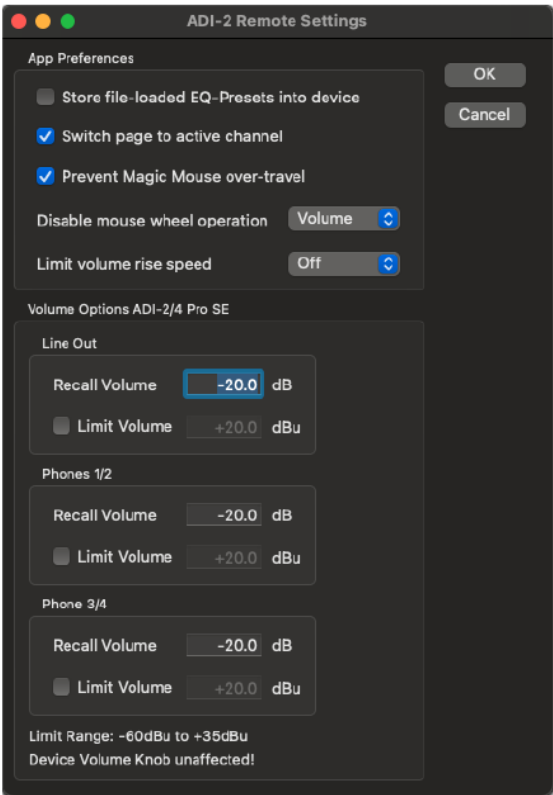 ADI-2 Remote Settings
App Preferences
OK
Store file-loaded EQ-Presets into device
Cancel
Switch page to active channel
Prevent Magic Mouse over-travel
Disable mouse wheel operation Volume
Limit volume rise speed Off
Volume Options ADI-2/4 Pro SE
Line Out
Recall Volume -20.0 dB
Limit Volume +20.0 dBu
Phones 1/2
Recall Volume -20.0 dB
Limit Volume +20.0 dBu
Phone 3/4
Recall Volume -20.0 dB
Limit Volume +20.0 dBu
Limit Range: -60dBu to +35dBu
Device Volume Knob unaffected!